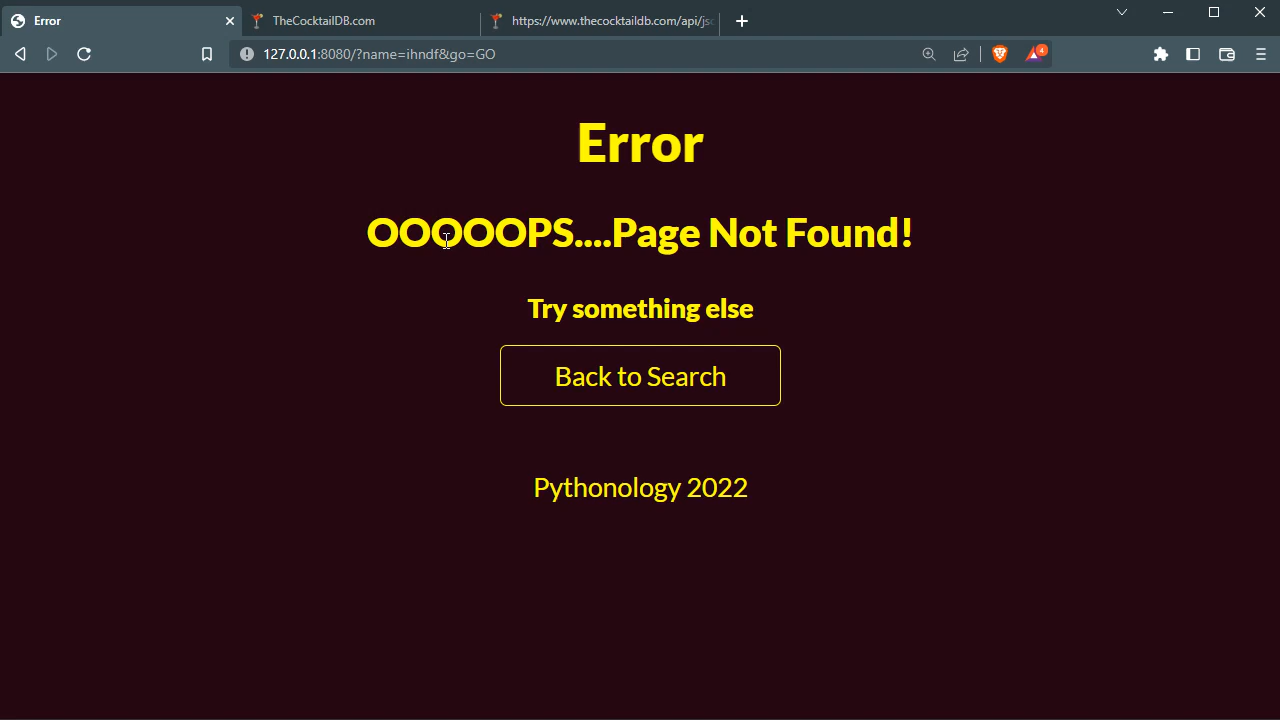 Error
TheCocktailDB.com
https://www.thecocktaildb.com/api/js
127.0.0.1:8080/?name=ihndf&go=GO
4
Error
OOOOOPS....Page Not Found!
Try something else
Back to Search
Pythonology 2022